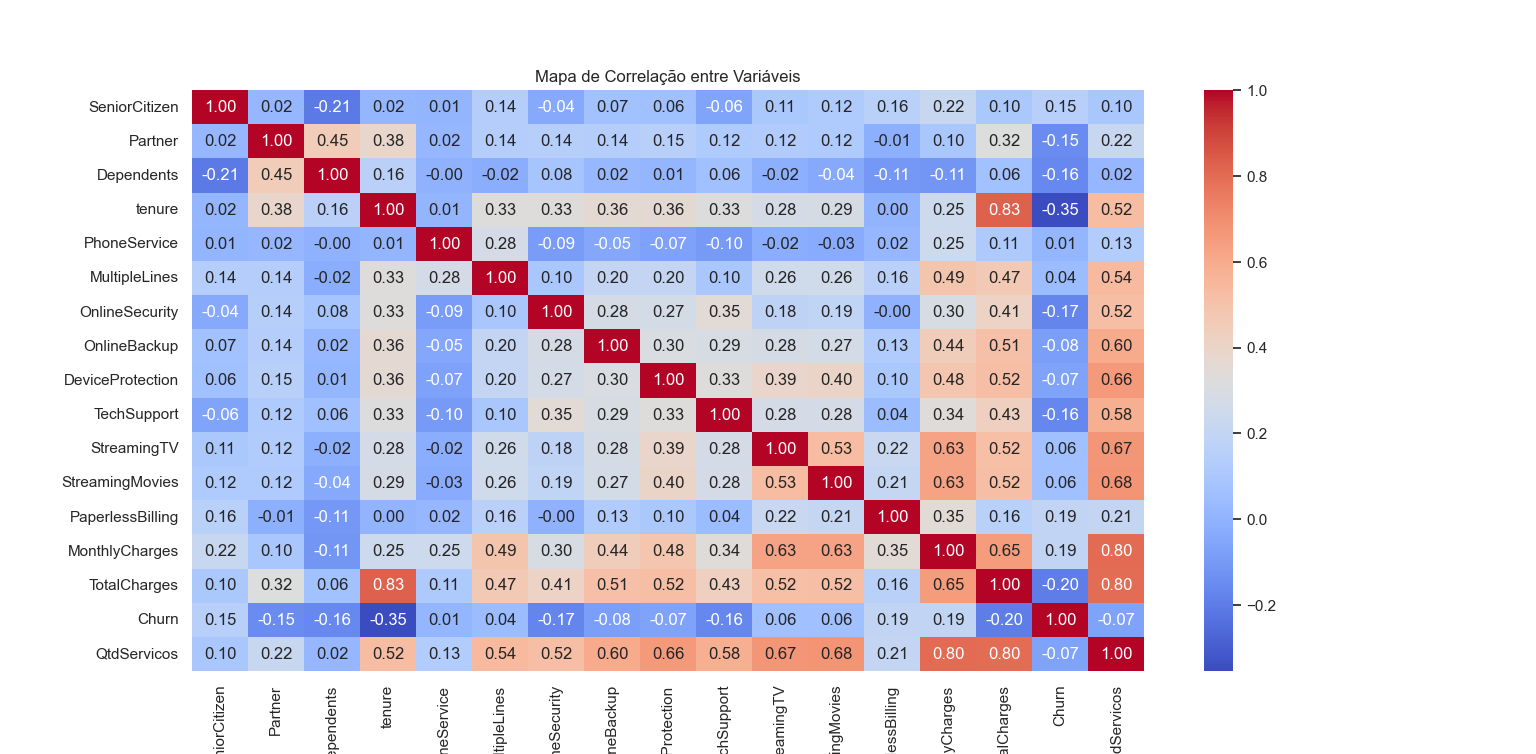 Mapa de Correlação entre Variáveis
SeniorCitizen 1.00 0.02 -0.21 0.02 0.01 0.14 -0.04 0.07 0.06 -0.06 0.11 0.12 0.16 0.22 0.10 0.15 0.10 1.0
Partner 0.02 1.00 0.45 0.38 0.02 0.14 0.14 0.14 0.15 0.12 0.12 0.12 -0.01 0.10 0.32 -0.15 0.22
Dependents -0.21 0.45 1.00 0.16 -0.00 -0.02 0.08 0.02 0.01 0.06 -0.02 -0.04 -0.11 -0.11 0.06 -0.16 0.02 0.8
tenure 0.02 0.38 0.16 1.00 0.01 0.33 0.33 0.36 0.36 0.33 0.28 0.29 0.00 0.25 0.83 -0.35 0.52
PhoneService 0.01 0.02 -0.00 0.01 1.00 0.28 -0.09 -0.05 -0.07 -0.10 -0.02 -0.03 0.02 0.25 0.11 0.01 0.13
MultipleLines 0.14 0.14 -0.02 0.33 0.28 1.00 0.10 0.20 0.20 0.10 0.26 0.26 0.16 0.49 0.47 0.04 0.54 0.6
OnlineSecurity -0.04 0.14 0.08 0.33 -0.09 0.10 1.00 0.28 0.27 0.35 0.18 0.19 -0.00 0.30 0.41 -0.17 0.52
OnlineBackup 0.07 0.14 0.02 0.36 -0.05 0.20 0.28 1.00 0.30 0.29 0.28 0.27 0.13 0.44 0.51 -0.08 0.60 0.4
DeviceProtection 0.06 0.15 0.01 0.36 -0.07 0.20 0.27 0.30 1.00 0.33 0.39 0.40 0.10 0.48 0.52 -0.07 0.66
TechSupport -0.06 0.12 0.06 0.33 -0.10 0.10 0.35 0.29 0.33 1.00 0.28 0.28 0.04 0.34 0.43 -0.16 0.58
StreamingTV 0.11 0.12 -0.02 0.28 -0.02 0.26 0.18 0.28 0.39 0.28 1.00 0.53 0.22 0.63 0.52 0.06 0.67 0.2
StreamingMovies 0.12 0.12 -0.04 0.29 -0.03 0.26 0.19 0.27 0.40 0.28 0.53 1.00 0.21 0.63 0.52 0.06 0.68
PaperlessBilling 0.16 -0.01 -0.11 0.00 0.02 0.16 -0.00 0.13 0.10 0.04 0.22 0.21 1.00 0.35 0.16 0.19 0.21 0.0
MonthlyCharges 0.22 0.10 -0.11 0.25 0.25 0.49 0.30 0.44 0.48 0.34 0.63 0.63 0.35 1.00 0.65 0.19 0.80
TotalCharges 0.10 0.32 0.06 0.83 0.11 0.47 0.41 0.51 0.52 0.43 0.52 0.52 0.16 0.65 1.00 -0.20 0.80
Churn 0.15 -0.15 -0.16 -0.35 0.01 0.04 -0.17 -0.08 -0.07 -0.16 0.06 0.06 0.19 0.19 -0.20 1.00 -0.07 −0.2
QtdServicos 0.10 0.22 0.02 0.52 0.13 0.54 0.52 0.60 0.66 0.58 0.67 0.68 0.21 0.80 0.80 -0.07 1.00
niorCitizen
Partner
ependents
tenure
neService
ltipleLines
neSecurity
neBackup
Protection
chSupport
eamingTV
ingMovies
essBilling
yCharges
alCharges
Churn
dServicos